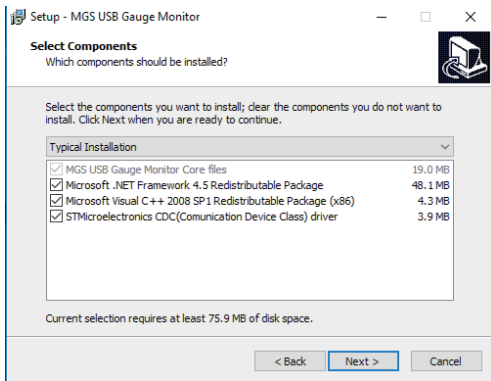 Setup - MGS USB Gauge Monitor
Select Components
Which components should be installed?
Select the components you want to install; clear the components you do not want to
install. Click Next when you are ready to continue.
Typical Installation
MGS USB Gauge Monitor Core files 19.0 MB
Microsoft .NET Framework 4.5 Redistributable Package 48.1 MB
Microsoft Visual C++ 2008 SP1 Redistributable Package (x86) 4.3 MB
STMicroelectronics CDC(Comunication Device Class) driver 3.9 MB
Current selection requires at least 75.9 MB of disk space.
< Back Next > Cancel